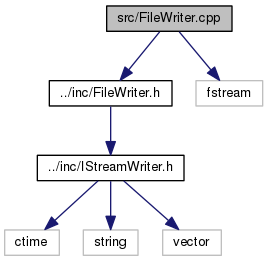 src/FileWriter.cpp
../inc/FileWriter.h
fstream
../inc/IStreamWriter.h
ctime
string
vector